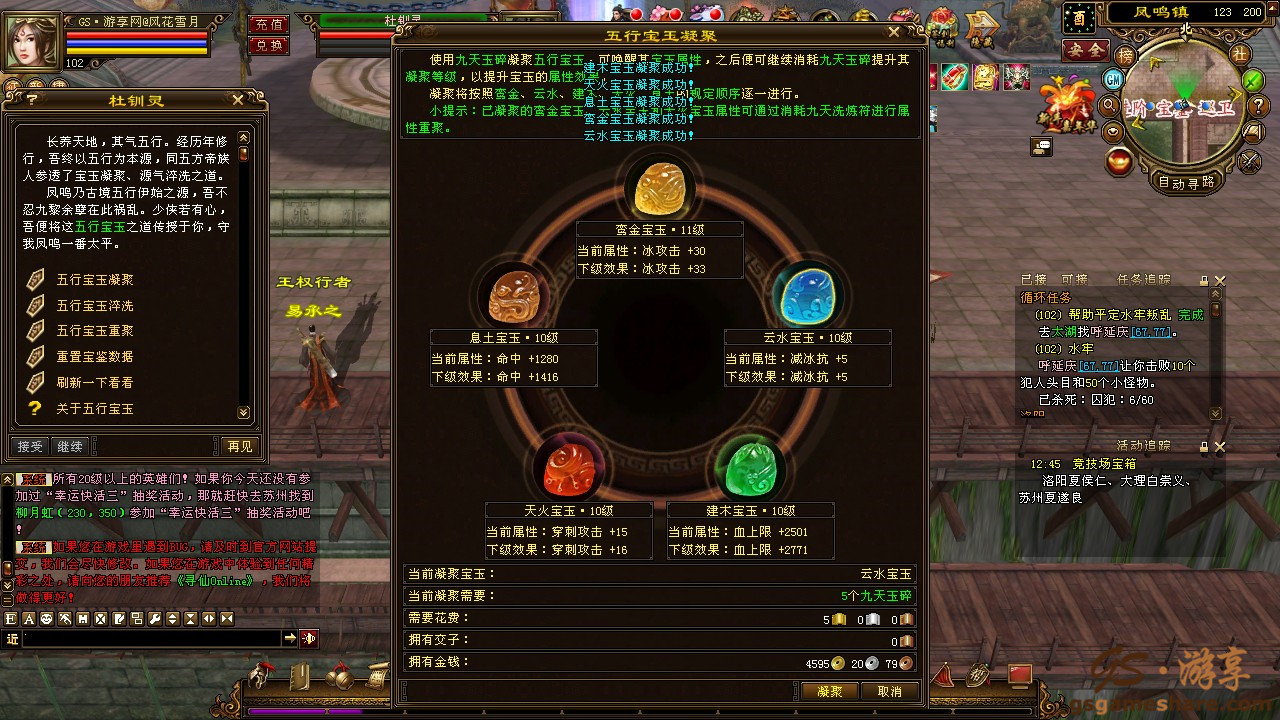 GS·游享网@风花雪月
102
充值
兑换
杜钊灵
长养天地，其气五行。经历年修
行，吾终以五行为本源，同五方帝族
人参透了宝玉凝聚、源气淬洗之道。
凤鸣乃古境五行伊始之源，吾不
忍九黎余孽在此祸乱。少侠若有心，
吾便将这五行宝玉之道传授于你，守
我凤鸣一番太平。
五行宝玉凝聚
五行宝玉淬洗
五行宝玉重聚
重置宝鉴数据
刷新一下看看
关于五行宝玉
接受
继续
再见
所有20级以上的英雄们！如果你今天还没有参
加过“幸运快活三”抽奖活动，那就赶快去苏州找到
柳月虹（230，350）参加“幸运快活三”抽奖活动吧
！
如果您在游戏里遇到BUG，请及时到官方网站提
交，我们会尽快修改。如果您在游戏中体验到任何精
彩之处，请向您的朋友推荐《寻仙Online》，我们将
做得更好！
近
王权行者
易承之
五行宝玉凝聚
使用九天玉碎凝聚五行宝玉，可唤醒其宝玉属性，之后便可继续消耗九天玉碎提升其
凝聚等级，以提升宝玉的属性效果
凝聚将按照銮金、云水、建木、天火、息土的规定顺序逐一进行。
小提示：已凝聚的銮金宝玉
宝玉属性可通过消耗九天洗炼符进行属
性重聚。
建木宝玉凝聚成功！
天火宝玉凝聚成功！
息土宝玉凝聚成功！
銮金宝玉凝聚成功！
云水宝玉凝聚成功！
銮金宝玉·11级
当前属性：冰攻击 +30
下级效果：冰攻击 +33
息土宝玉·10级
当前属性：命中 +1280
下级效果：命中 +1416
云水宝玉·10级
当前属性：减冰抗 +5
下级效果：减冰抗 +5
天火宝玉·10级
当前属性：穿刺攻击 +15
下级效果：穿刺攻击 +16
建木宝玉·10级
当前属性：血上限 +2501
下级效果：血上限 +2771
当前凝聚宝玉：
云水宝玉
当前凝聚需要：
5个九天玉碎
需要花费：
5 0 0
拥有交子：
0
拥有金钱：
4595 20 79
凝聚
取消
酉
凤鸣镇
123 200
北
安全
榜
社
GM
自动寻路
已接 可接 任务追踪
循环任务
(102) 帮助平定水牢叛乱 完成
去太湖找呼延庆[67,77]。
(102) 水牢
呼延庆[67,77]让你击败10个
犯人头目和50个小怪物。
已杀死：囚犯：6/60
洛阳
活动追踪
12:45 竞技场宝箱
洛阳夏侯仁、大理白崇义、
苏州夏遂良
GS·游享